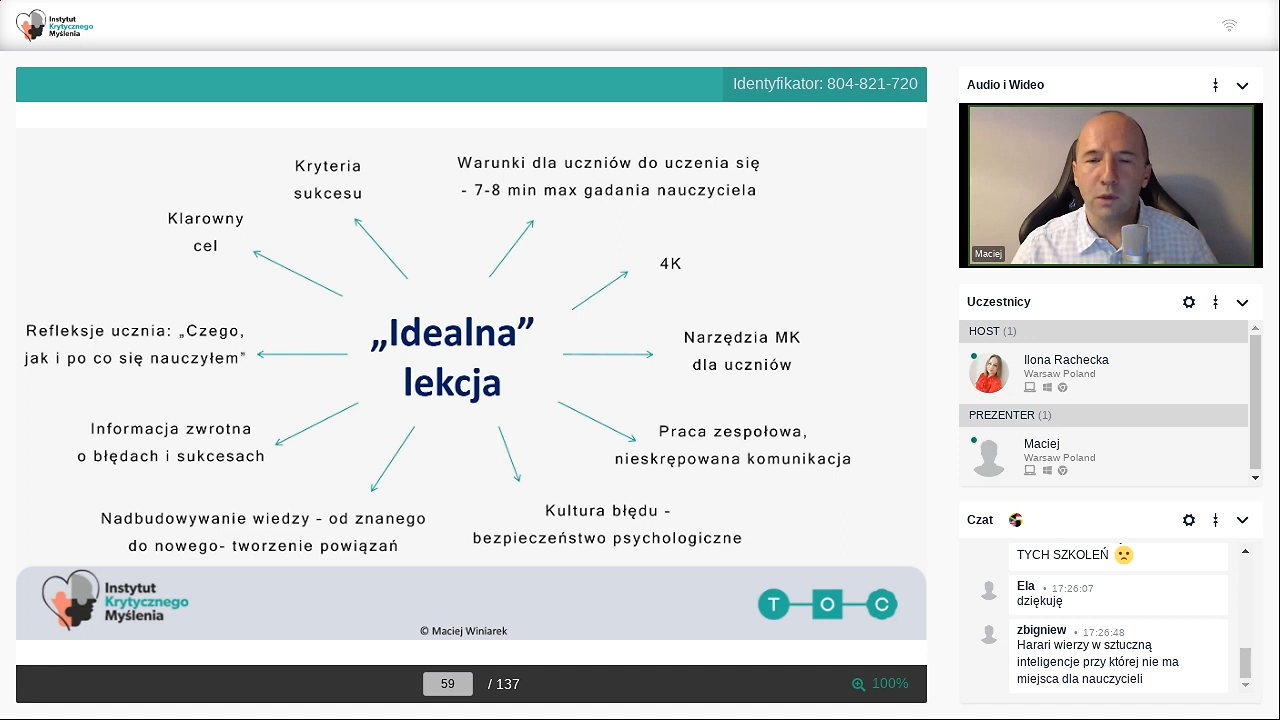 Instytut
Krytycznego
Myślenia
Identyfikator: 804-821-720
Kryteria
sukcesu
Warunki dla uczniów do uczenia się
- 7-8 min max gadania nauczyciela
Klarowny
cel
4K
Refleksje ucznia: „Czego,
jak i po co się nauczyłem”
„Idealna”
lekcja
Narzędzia MK
dla uczniów
Informacja zwrotna
o błędach i sukcesach
Praca zespołowa,
nieskrępowana komunikacja
Nadbudowywanie wiedzy - od znanego
do nowego- tworzenie powiązań
Kultura błędu -
bezpieczeństwo psychologiczne
Instytut
Krytycznego
Myślenia
T O C
© Maciej Winiarek
59 / 137
100%
Audio i Wideo
Maciej
Uczestnicy
HOST (1)
Ilona Rachecka
Warsaw Poland
PREZENTER (1)
Maciej
Warsaw Poland
Czat
TYCH SZKOLEŃ
Ela • 17:26:07
dziękuję
zbigniew • 17:26:48
Harari wierzy w sztuczną
inteligencje przy której nie ma
miejsca dla nauczycieli